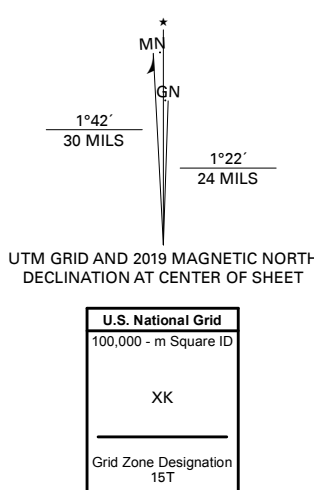 ★
MN
GN
1°42´
30 MILS
1°22´
24 MILS
UTM GRID AND 2019 MAGNETIC NORTH
DECLINATION AT CENTER OF SHEET
U.S. National Grid
100,000 - m Square ID
XK
Grid Zone Designation
15T